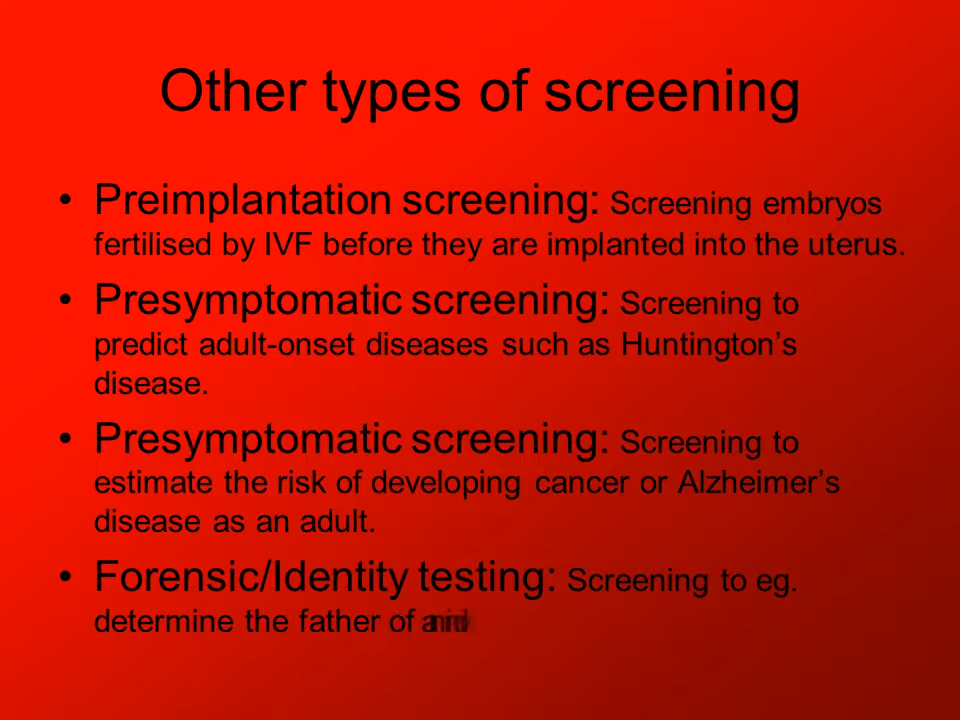 Other types of screening
• Preimplantation screening: Screening embryos
fertilised by IVF before they are implanted into the uterus.
• Presymptomatic screening: Screening to
predict adult-onset diseases such as Huntington’s
disease.
• Presymptomatic screening: Screening to
estimate the risk of developing cancer or Alzheimer’s
disease as an adult.
• Forensic/Identity testing: Screening to eg.
determine the father of